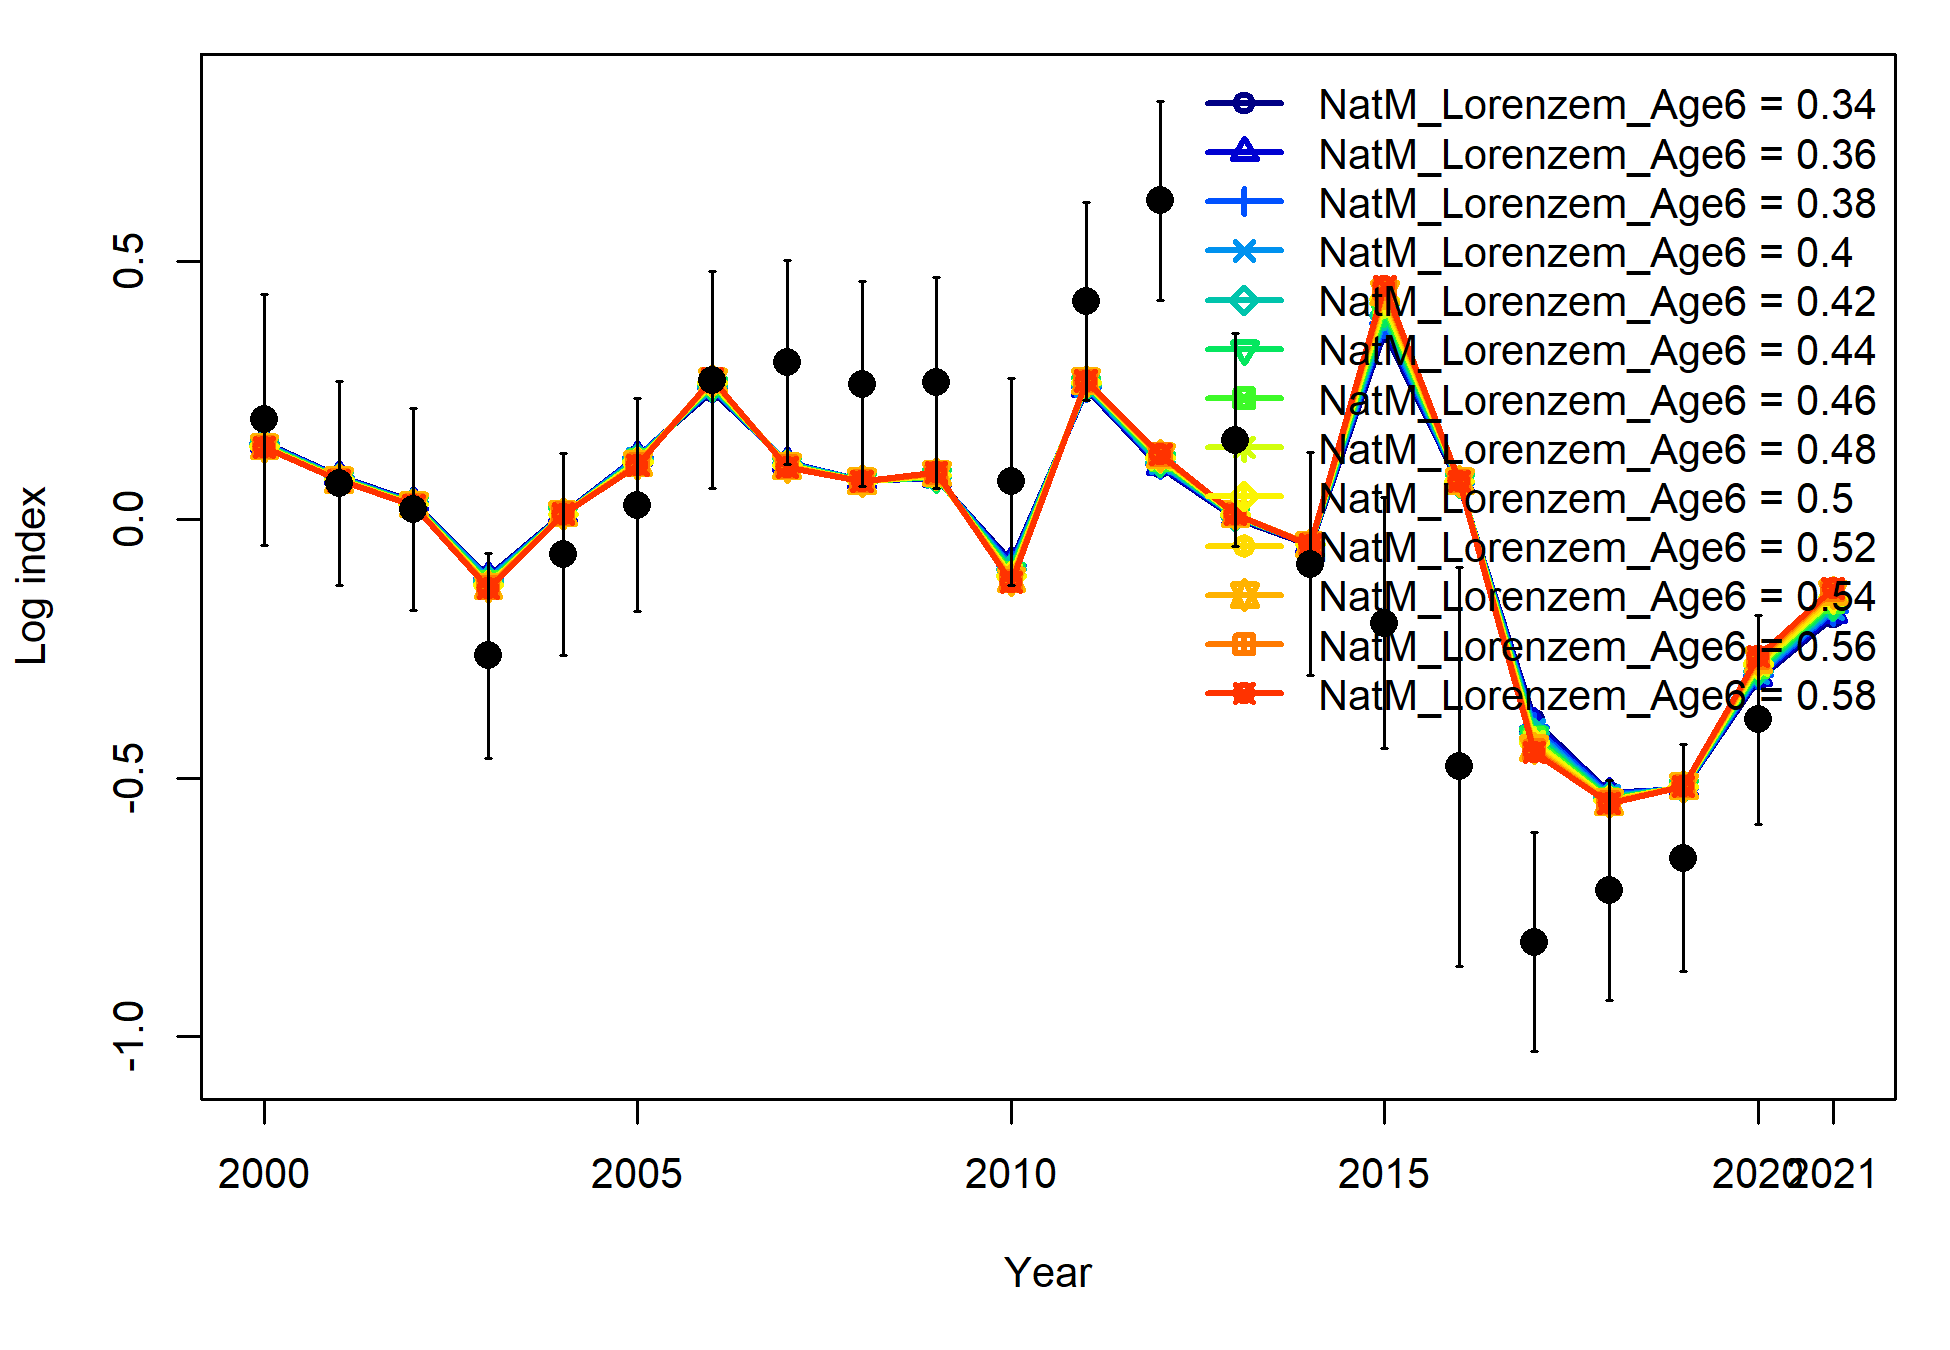 NatM_Lorenzem_Age6 = 0.34
NatM_Lorenzem_Age6 = 0.36
NatM_Lorenzem_Age6 = 0.38
NatM_Lorenzem_Age6 = 0.4
NatM_Lorenzem_Age6 = 0.42
NatM_Lorenzem_Age6 = 0.44
NatM_Lorenzem_Age6 = 0.46
NatM_Lorenzem_Age6 = 0.48
NatM_Lorenzem_Age6 = 0.5
NatM_Lorenzem_Age6 = 0.52
NatM_Lorenzem_Age6 = 0.54
NatM_Lorenzem_Age6 = 0.56
NatM_Lorenzem_Age6 = 0.58
Log index
0.5
0.0
-0.5
-1.0
2000 2005 2010 2015 2020 2021
Year